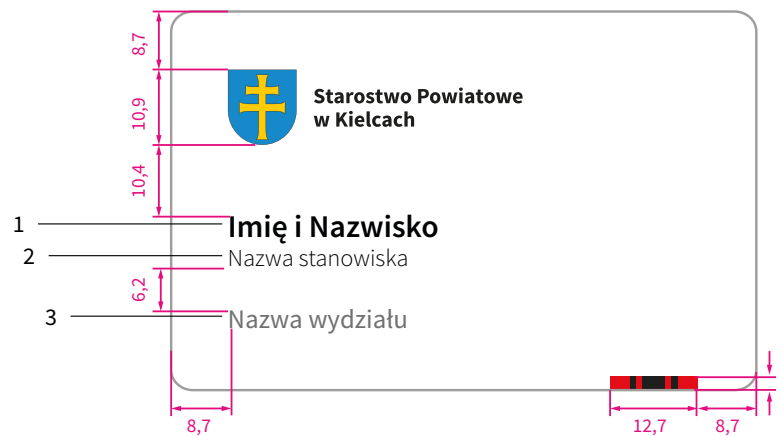 8,7
Starostwo Powiatowe
w Kielcach
10,9
10,4
1
Imię i Nazwisko
2
Nazwa stanowiska
6,2
3
Nazwa wydziału
8,7
12,7
8,7